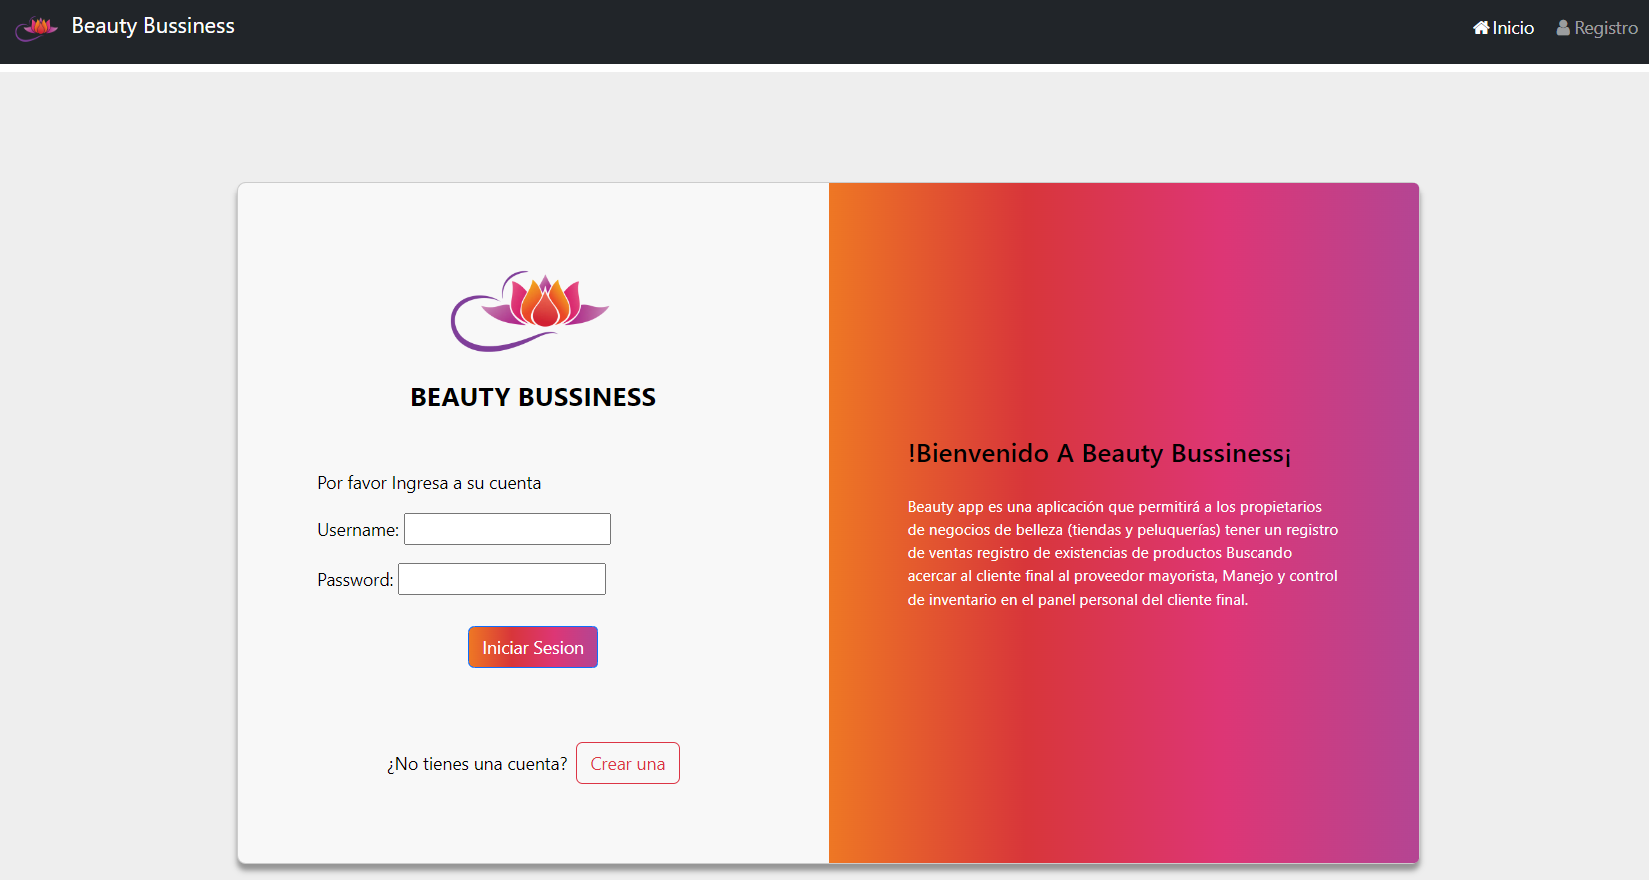 Beauty Bussiness
Inicio
Registro
BEAUTY BUSSINESS
Por favor Ingresa a su cuenta
Username:
Password:
Iniciar Sesion
¿No tienes una cuenta? Crear una
!Bienvenido A Beauty Bussiness¡
Beauty app es una aplicación que permitirá a los propietarios
de negocios de belleza (tiendas y peluquerías) tener un registro
de ventas registro de existencias de productos Buscando
acercar al cliente final al proveedor mayorista, Manejo y control
de inventario en el panel personal del cliente final.